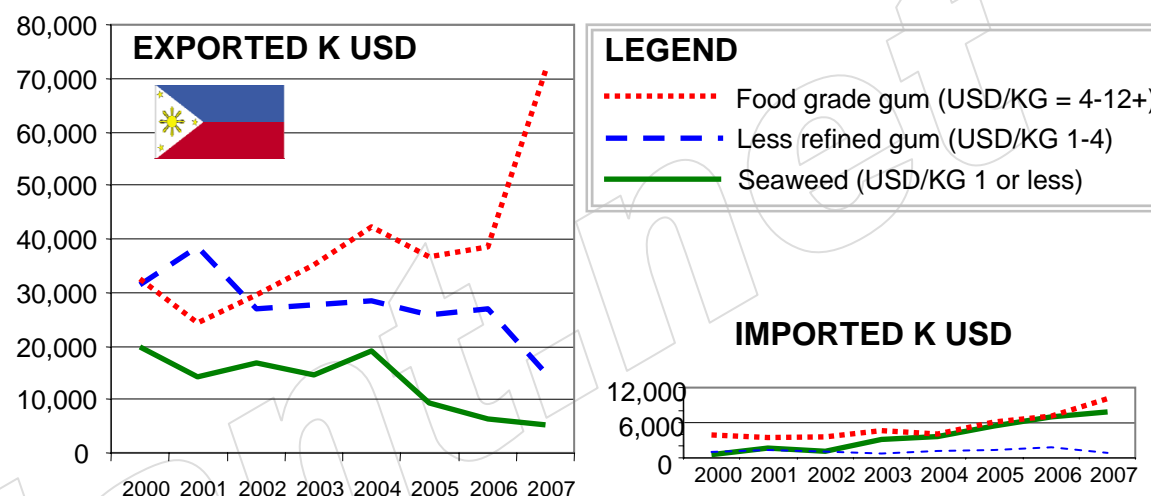 EXPORTED K USD
80,000
70,000
60,000
50,000
40,000
30,000
20,000
10,000
0
2000 2001 2002 2003 2004 2005 2006 2007
LEGEND
Food grade gum (USD/KG = 4-12+)
Less refined gum (USD/KG 1-4)
Seaweed (USD/KG 1 or less)
IMPORTED K USD
12,000
6,000
0
2000 2001 2002 2003 2004 2005 2006 2007